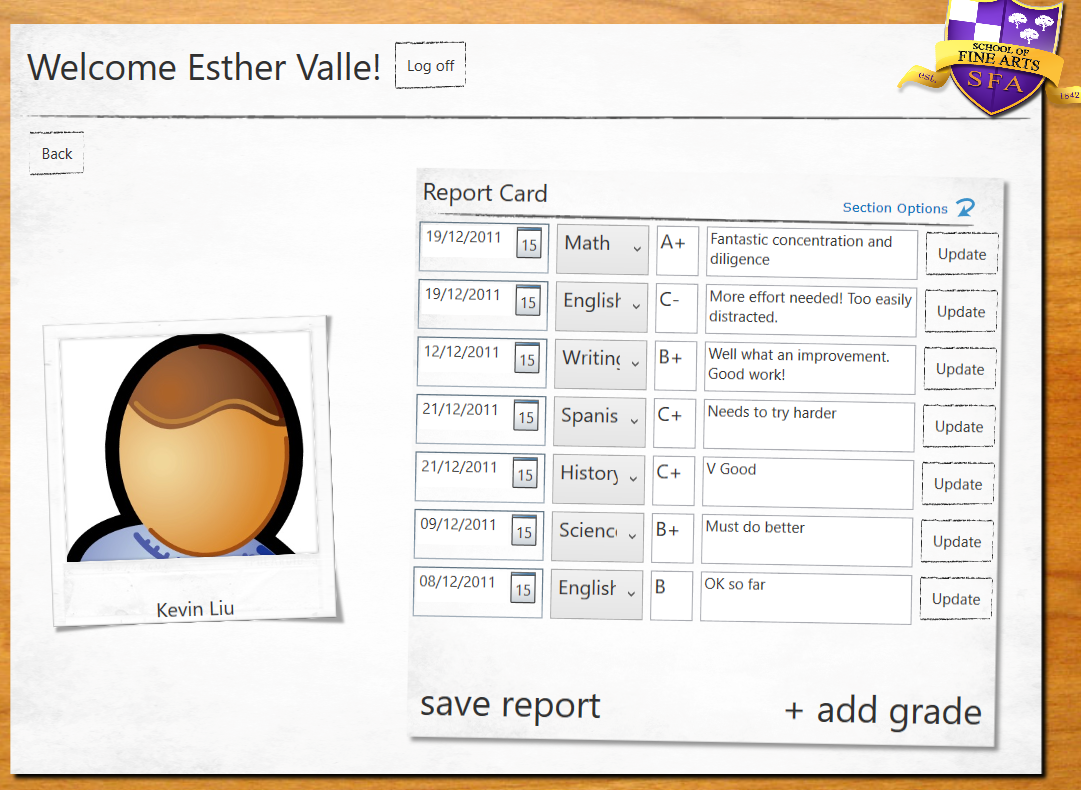 Welcome Esther Valle!
Log off
SCHOOL OF
FINE ARTS
est.
SFA
1842
Back
Report Card
Section Options
19/12/2011 15 Math A+ Fantastic concentration and
diligence
Update
19/12/2011 15 English C- More effort needed! Too easily
distracted.
Update
12/12/2011 15 Writing B+ Well what an improvement.
Good work!
Update
21/12/2011 15 Spanis C+ Needs to try harder Update
21/12/2011 15 History C+ V Good Update
09/12/2011 15 Scienc B+ Must do better Update
08/12/2011 15 English B OK so far Update
Kevin Liu
save report
+ add grade